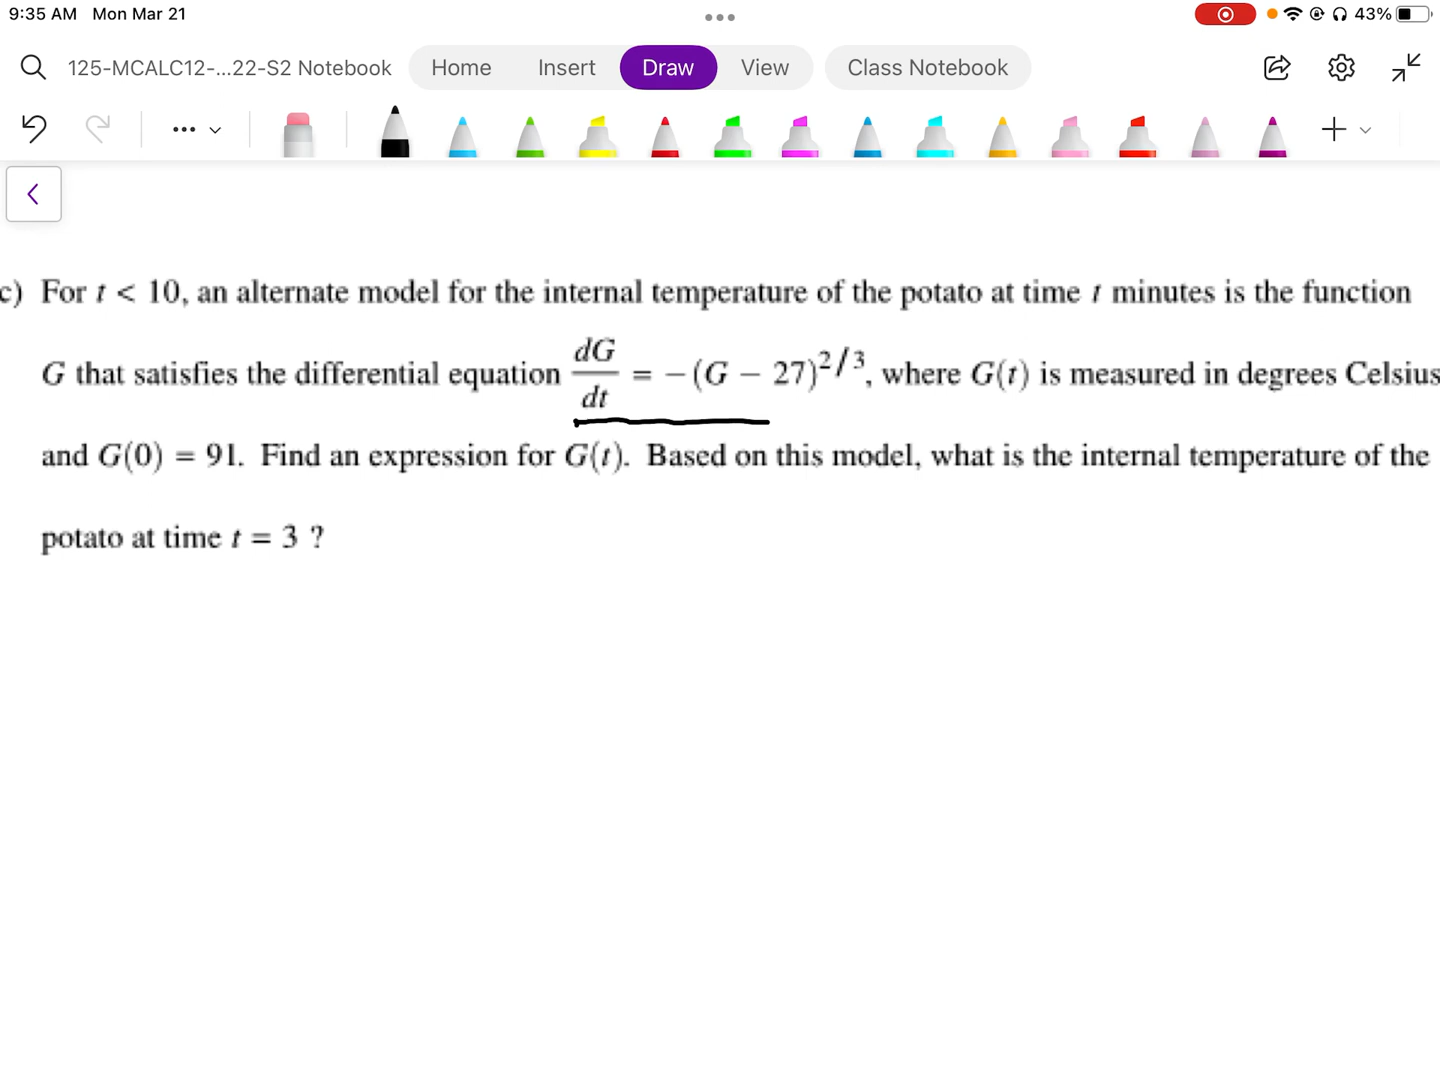 9:35 AM Mon Mar 21
43%
125-MCALC12-...22-S2 Notebook Home Insert Draw View Class Notebook
c) For t < 10, an alternate model for the internal temperature of the potato at time t minutes is the function
G that satisfies the differential equation dG/dt = −(G − 27)^2/3, where G(t) is measured in degrees Celsius
and G(0) = 91. Find an expression for G(t). Based on this model, what is the internal temperature of the
potato at time t = 3 ?